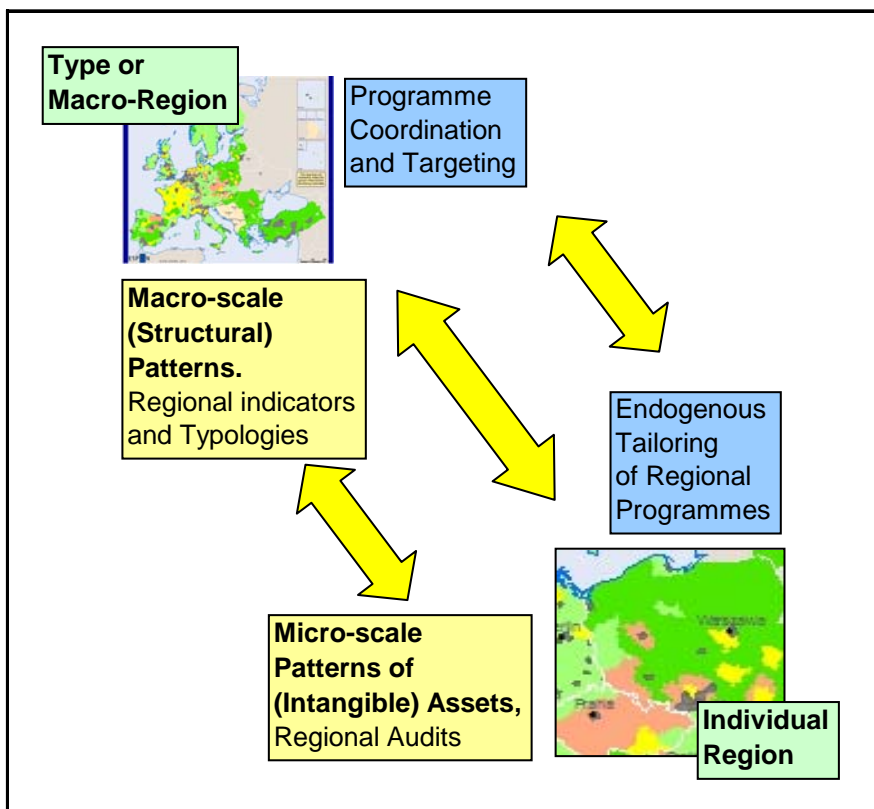 Type or
Macro-Region
Programme
Coordination
and Targeting
Macro-scale
(Structural)
Patterns.
Regional indicators
and Typologies
Endogenous
Tailoring
of Regional
Programmes
Warszawa
Praha
Micro-scale
Patterns of
(Intangible) Assets,
Regional Audits
Individual
Region